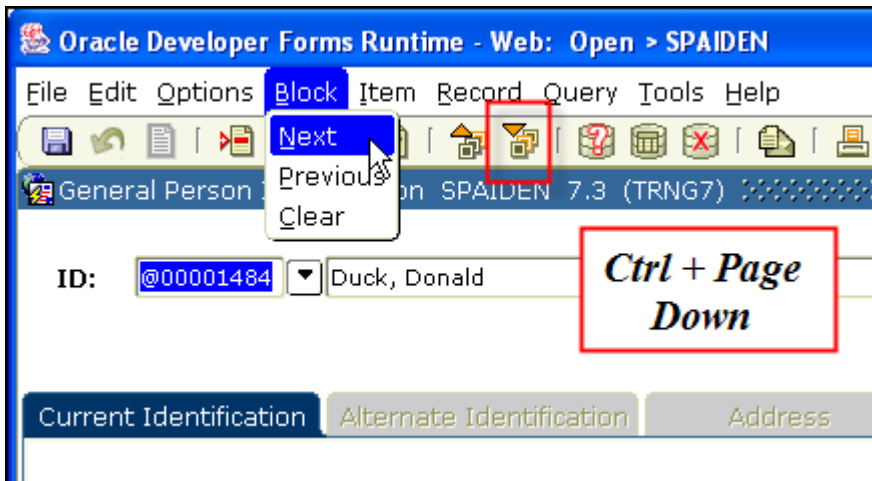 Oracle Developer Forms Runtime - Web: Open > SPAIDEN
File Edit Options Block Item Record Query Tools Help
Next
Previous
Clear
General Person on SPAIDEN 7.3 (TRNG7)
ID: @00001484 Duck, Donald
Ctrl + Page
Down
Current Identification Alternate Identification Address